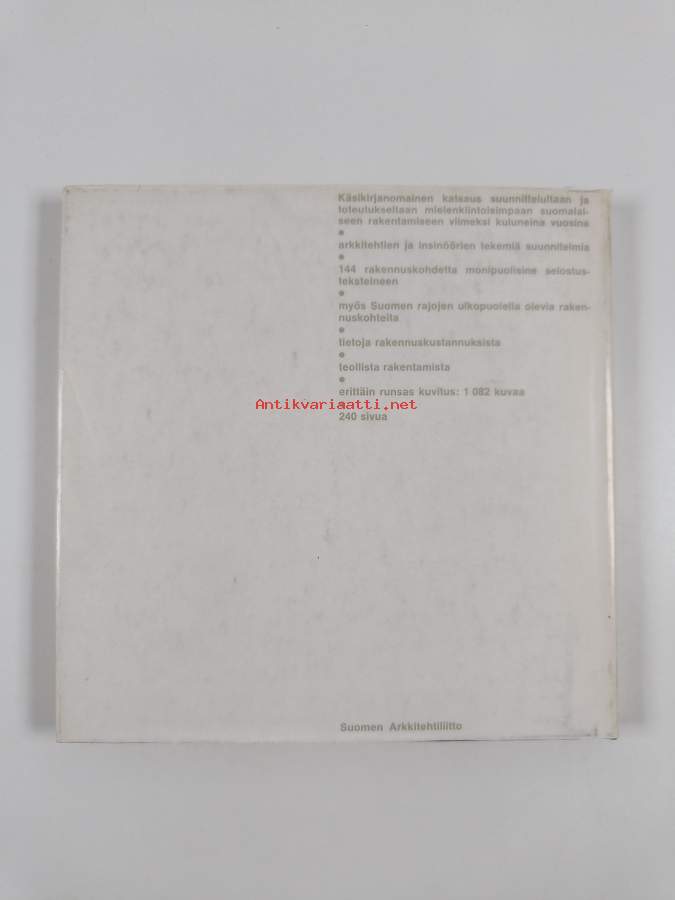 Käsikirjanomainen katsaus suunnittelultaan ja
toteutukseltaan mielenkiintoisimpaan suomalai-
seen rakentamiseen viimeksi kuluneina vuosina
●
arkkitehtien ja insinöörien tekemiä suunnitelmia
●
144 rakennuskohdetta monipuolisine selostus-
teksteineen
●
myös Suomen rajojen ulkopuolella olevia raken-
nuskohteita
●
tietoja rakennuskustannuksista
●
teollista rakentamista
●
erittäin runsas kuvitus: 1 082 kuvaa
Antikvariaatti.net
240 sivua
Suomen Arkkitehtiliitto